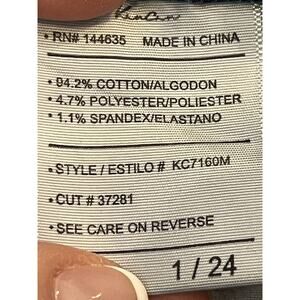 KanCan
• RN# 144635 MADE IN CHINA
• 94.2% COTTON/ALGODON
• 4.7% POLYESTER/POLIESTER
• 1.1% SPANDEX/ELASTANO
• STYLE / ESTILO # KC7160M
• CUT # 37281
• SEE CARE ON REVERSE
1 / 24